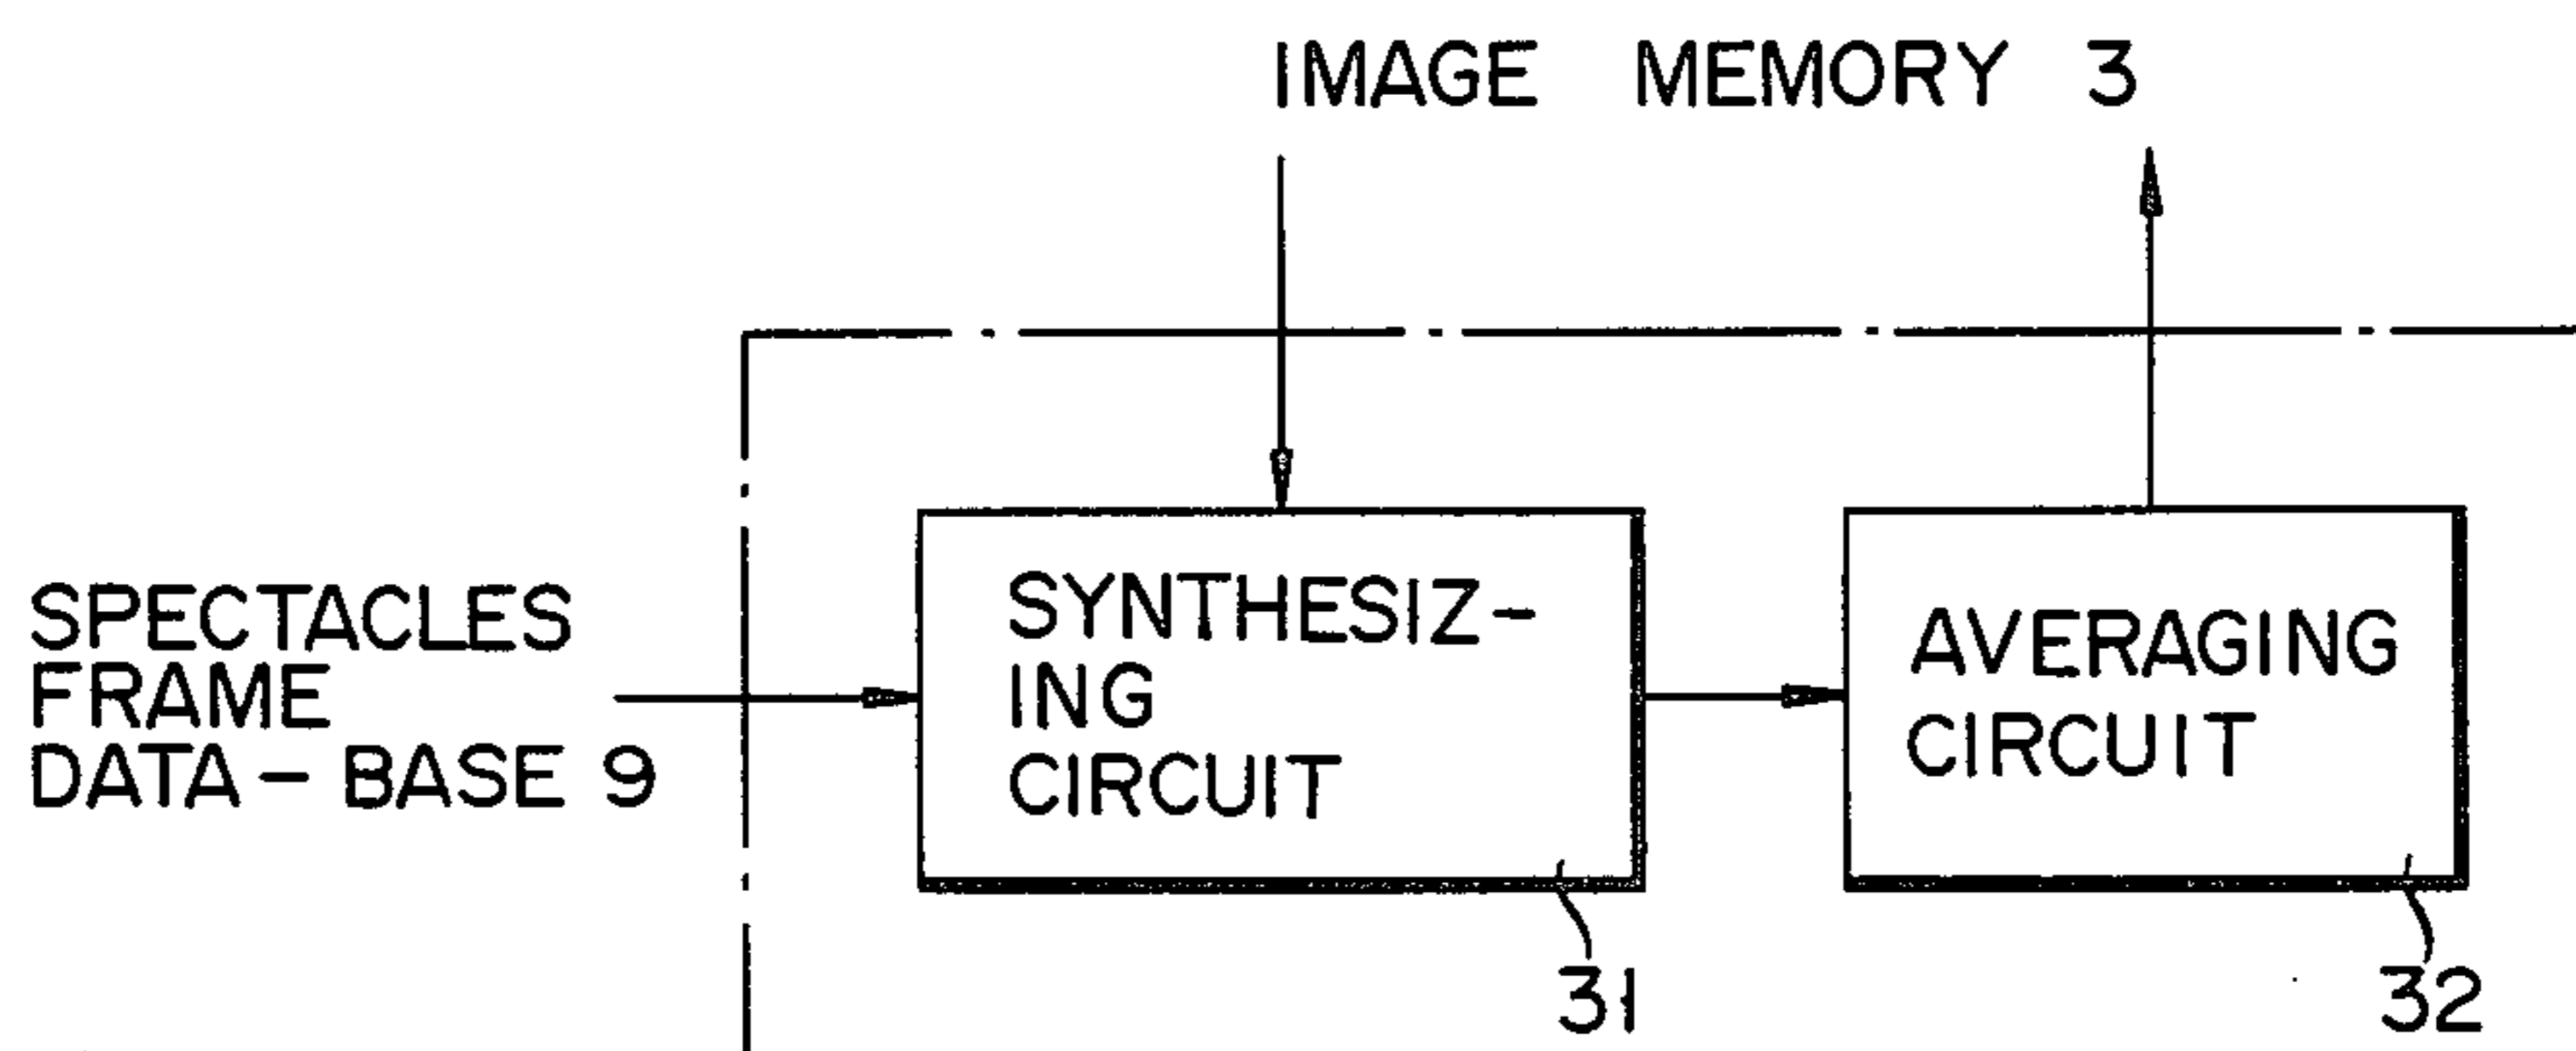 IMAGE MEMORY 3
SPECTACLES
FRAME
DATA-BASE 9
SYNTHESIZ-
ING
CIRCUIT
AVERAGING
CIRCUIT
31
32